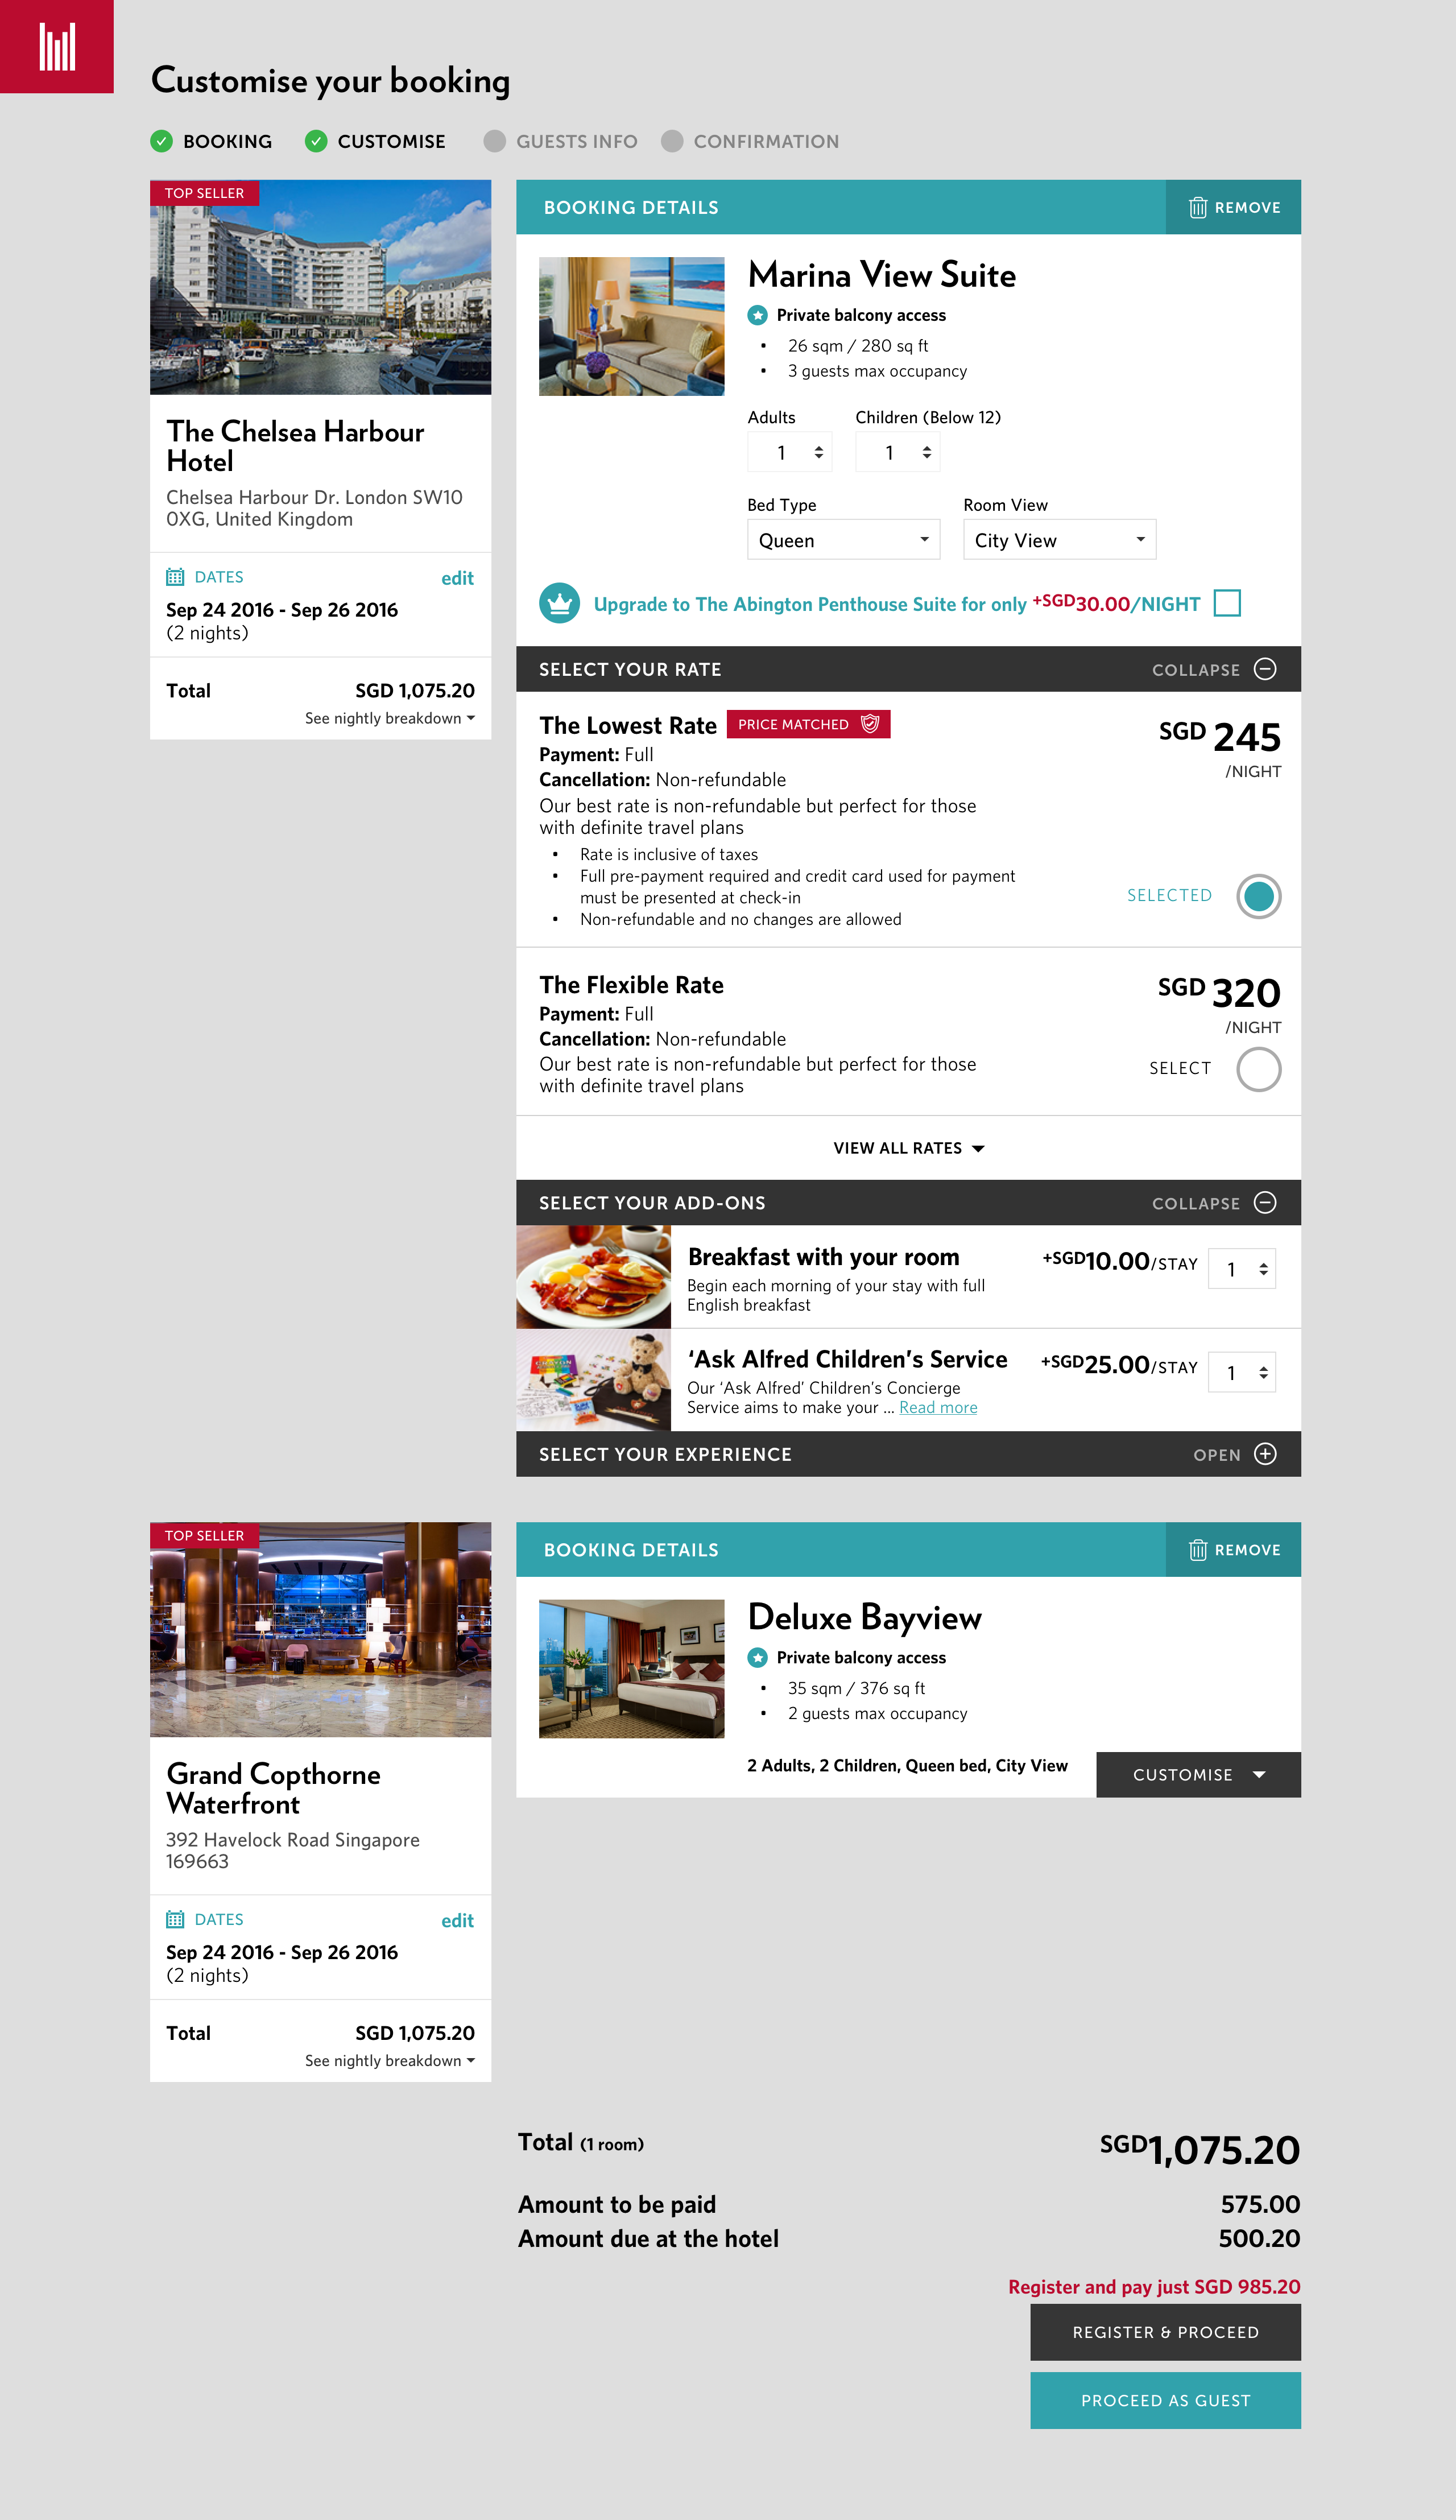 Customise your booking
BOOKING
CUSTOMISE
GUESTS INFO
CONFIRMATION
TOP SELLER
The Chelsea Harbour
Hotel
Chelsea Harbour Dr. London SW10
0XG, United Kingdom
DATES
edit
Sep 24 2016 - Sep 26 2016
(2 nights)
Total
SGD 1,075.20
See nightly breakdown
BOOKING DETAILS
REMOVE
Marina View Suite
Private balcony access
• 26 sqm / 280 sq ft
• 3 guests max occupancy
Adults
Children (Below 12)
1
1
Bed Type
Room View
Queen
City View
Upgrade to The Abington Penthouse Suite for only +SGD30.00/NIGHT
SELECT YOUR RATE
COLLAPSE
The Lowest Rate
PRICE MATCHED
SGD 245
/NIGHT
Payment: Full
Cancellation: Non-refundable
Our best rate is non-refundable but perfect for those
with definite travel plans
• Rate is inclusive of taxes
• Full pre-payment required and credit card used for payment
must be presented at check-in
• Non-refundable and no changes are allowed
SELECTED
The Flexible Rate
SGD 320
/NIGHT
Payment: Full
Cancellation: Non-refundable
Our best rate is non-refundable but perfect for those
with definite travel plans
SELECT
VIEW ALL RATES
SELECT YOUR ADD-ONS
COLLAPSE
Breakfast with your room
+SGD10.00/STAY
1
Begin each morning of your stay with full
English breakfast
‘Ask Alfred Children’s Service
+SGD25.00/STAY
1
Our ‘Ask Alfred’ Children’s Concierge
Service aims to make your ... Read more
SELECT YOUR EXPERIENCE
OPEN
TOP SELLER
Grand Copthorne
Waterfront
392 Havelock Road Singapore
169663
DATES
edit
Sep 24 2016 - Sep 26 2016
(2 nights)
Total
SGD 1,075.20
See nightly breakdown
BOOKING DETAILS
REMOVE
Deluxe Bayview
Private balcony access
• 35 sqm / 376 sq ft
• 2 guests max occupancy
2 Adults, 2 Children, Queen bed, City View
CUSTOMISE
Total (1 room)
SGD1,075.20
Amount to be paid
575.00
Amount due at the hotel
500.20
Register and pay just SGD 985.20
REGISTER & PROCEED
PROCEED AS GUEST